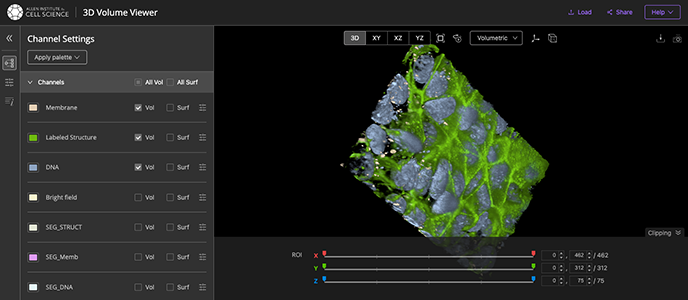 ALLEN INSTITUTE for
CELL SCIENCE
3D Volume Viewer
Load
Share
Help
Channel Settings
Apply palette
3D XY XZ YZ
Volumetric
Channels All Vol All Surf
Membrane Vol Surf
Labeled Structure Vol Surf
DNA Vol Surf
Bright field Vol Surf
SEG_STRUCT Vol Surf
SEG_Memb Vol Surf
SEG_DNA Vol Surf
Clipping
ROI X 0 , 462 / 462
Y 0 , 312 / 312
Z 0 , 75 / 75